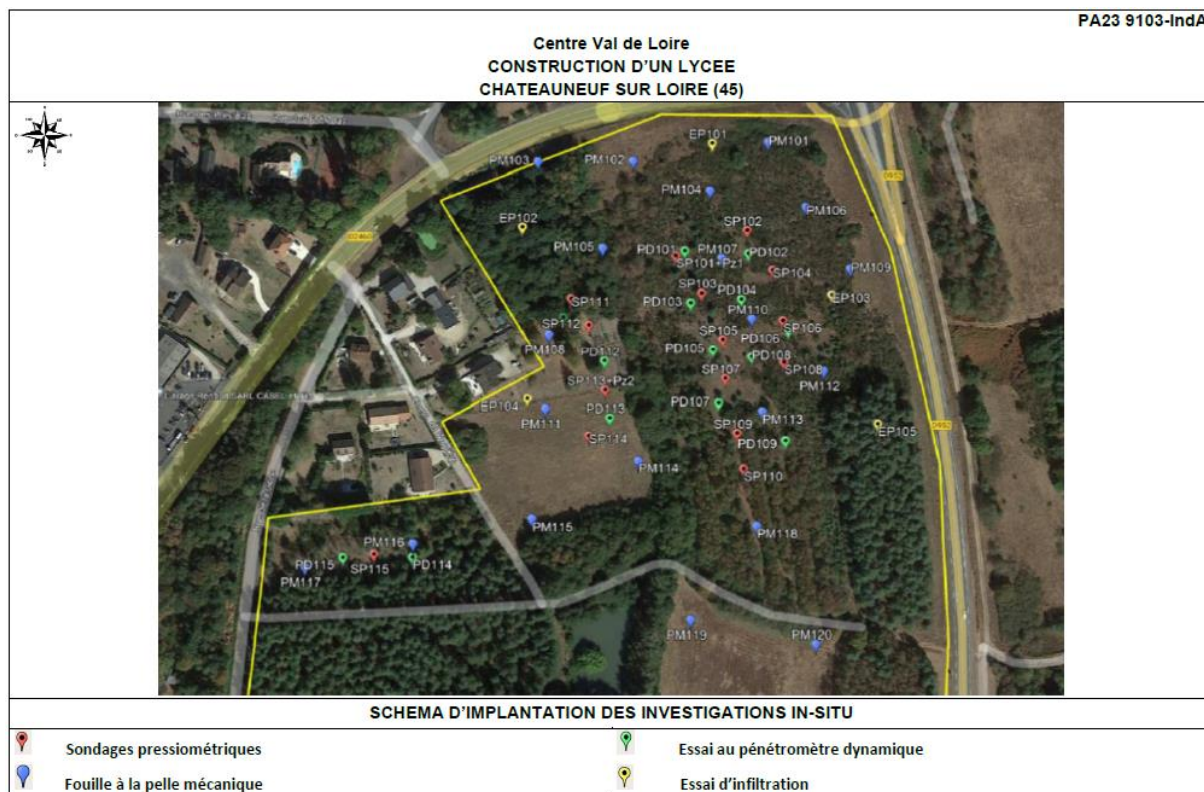 PA23 9103-IndA
Centre Val de Loire
CONSTRUCTION D'UN LYCEE
CHATEAUNEUF SUR LOIRE (45)
EP101
PM101
PM103
PM102
D952
PM104
PM106
EP102
SP102
PM105
PD101
PM107
PD102
SP101+Pz1
SP104
PM109
SP103
PD104
EP103
SP111
PD103
PM110
SP112
SP105
PD106
SP106
PM108
PD112
PD105
PD108
SP107
SP108
PM112
SP113+Pz2
EP104
PM111
PD113
PD107
PM113
SP109
EP105
D952
SP114
PD109
PM114
SP110
PM115
PM118
PM116
PD115
SP115
PD114
PM117
PM119
PM120
SCHEMA D'IMPLANTATION DES INVESTIGATIONS IN-SITU
Sondages pressiométriques
Essai au pénétromètre dynamique
Fouille à la pelle mécanique
Essai d'infiltration